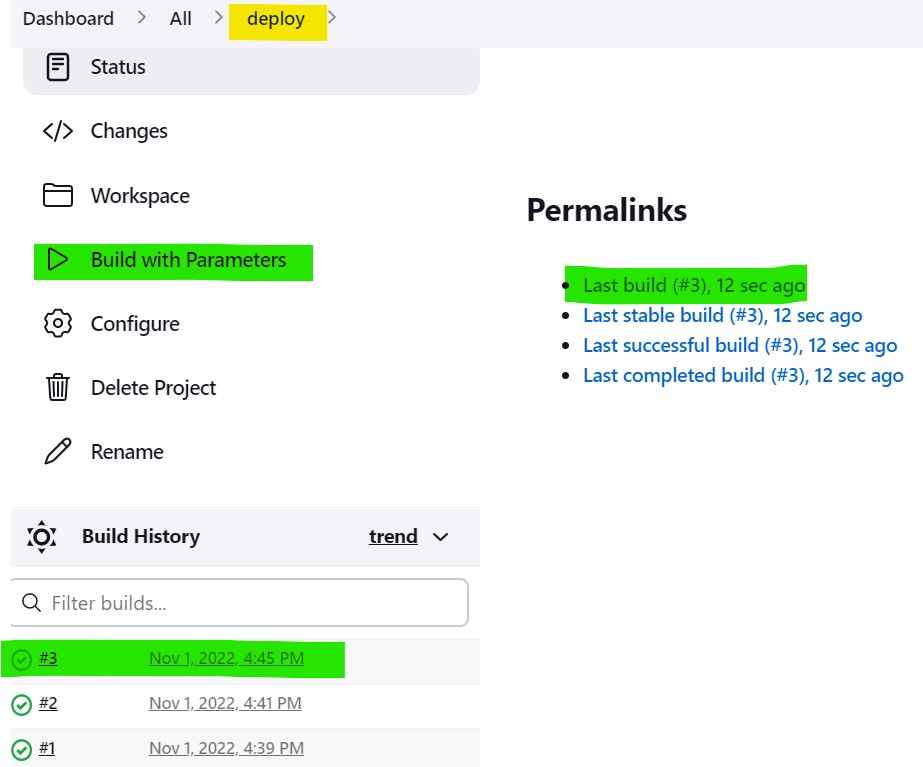 Dashboard > All > deploy >
Status
Changes
Workspace
Build with Parameters
Configure
Delete Project
Rename
Permalinks
Last build (#3), 12 sec ago
Last stable build (#3), 12 sec ago
Last successful build (#3), 12 sec ago
Last completed build (#3), 12 sec ago
Build History trend
Filter builds...
#3 Nov 1, 2022, 4:45 PM
#2 Nov 1, 2022, 4:41 PM
#1 Nov 1, 2022, 4:39 PM